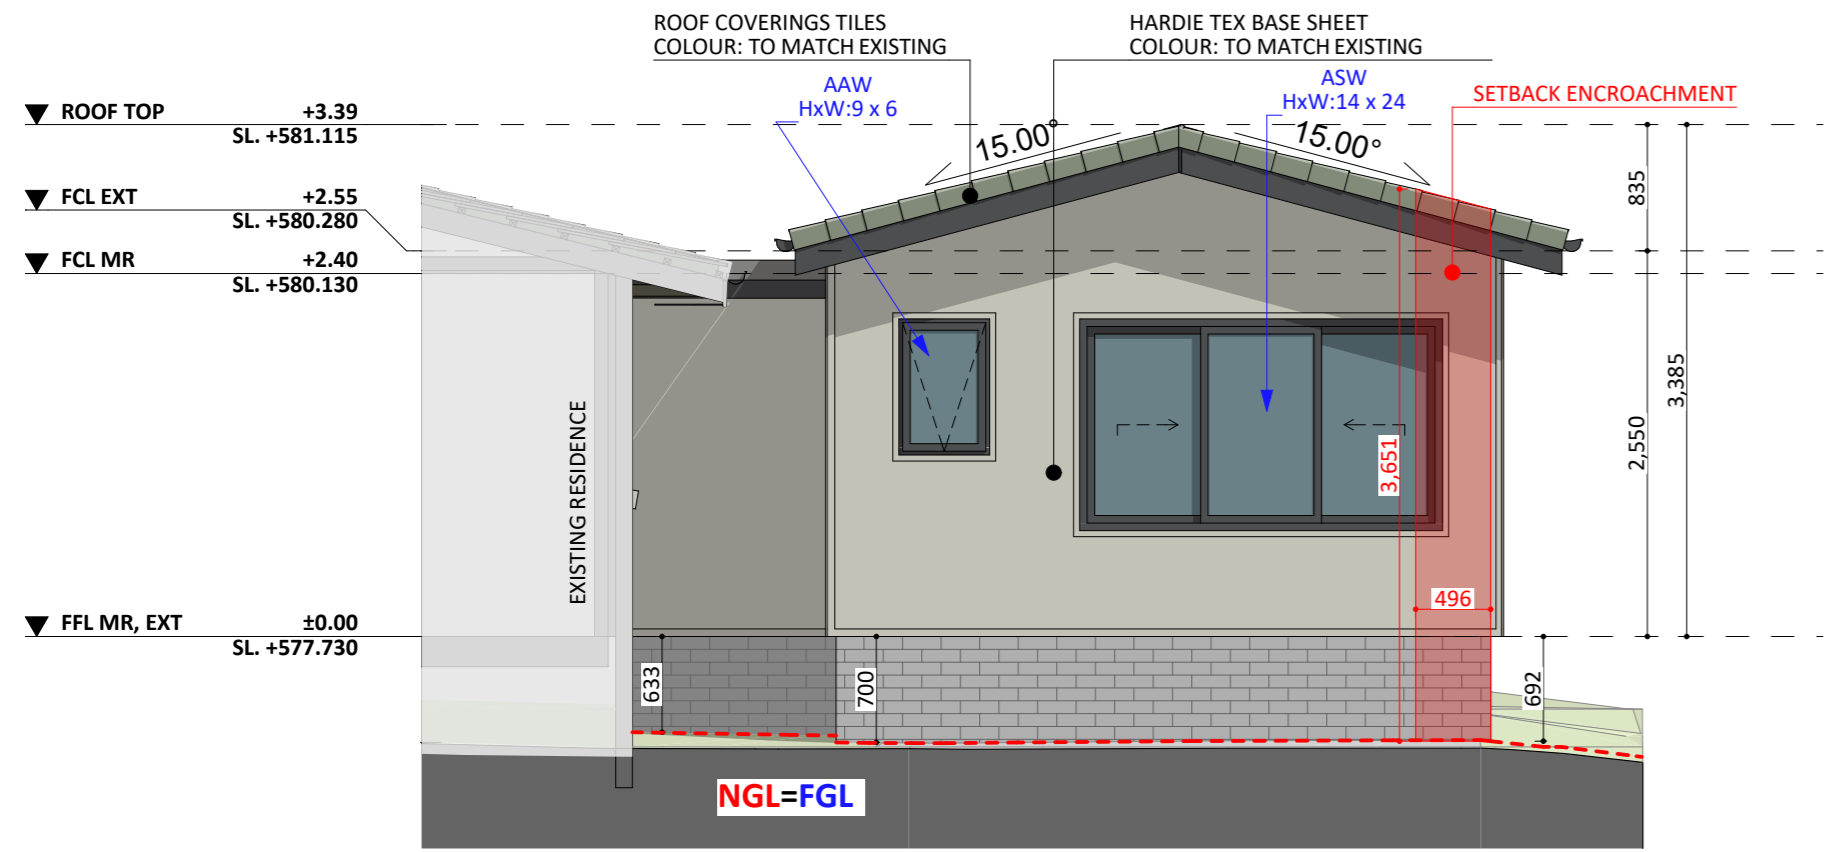 ROOF COVERINGS TILES
COLOUR: TO MATCH EXISTING
HARDIE TEX BASE SHEET
COLOUR: TO MATCH EXISTING
AAW
HxW:9 x 6
ASW
HxW:14 x 24
SETBACK ENCROACHMENT
ROOF TOP +3.39
SL. +581.115
15.00
15.00°
FCL EXT +2.55
SL. +580.280
FCL MR +2.40
SL. +580.130
835
3,385
2,550
EXISTING RESIDENCE
3,651
496
FFL MR, EXT ±0.00
SL. +577.730
633
700
692
NGL=FGL